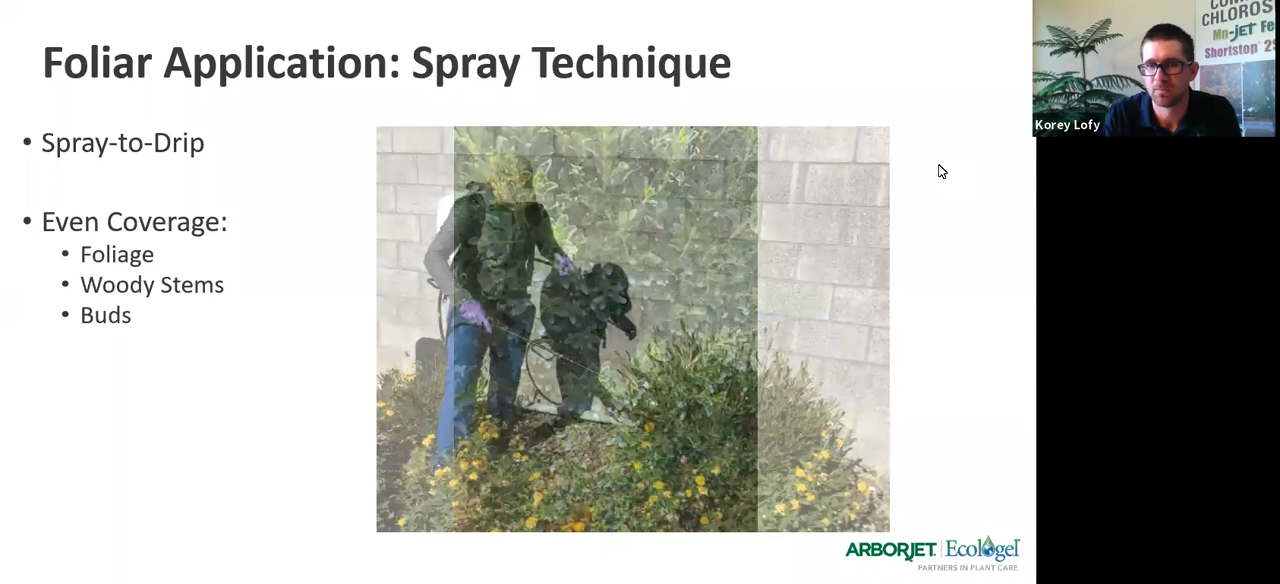 Foliar Application: Spray Technique
• Spray-to-Drip
• Even Coverage:
• Foliage
• Woody Stems
• Buds
ARBORJET Ecologel
PARTNERS IN PLANT CARE
CHLOROS
Mn-jET Fe
Shortstop
Korey Lofy